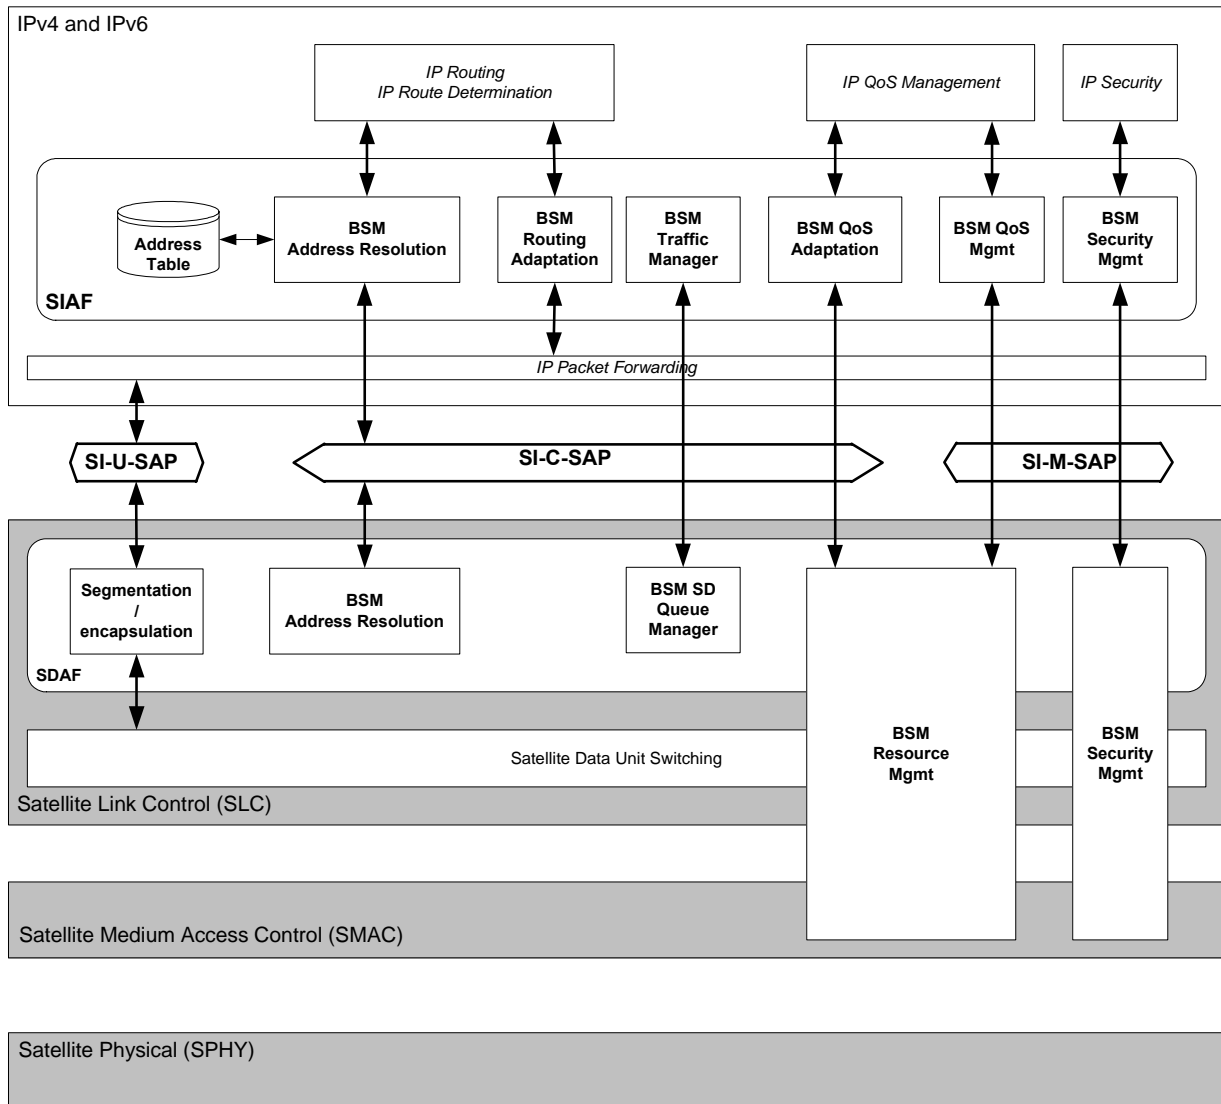 IPv4 and IPv6
IP Routing
IP Route Determination
IP QoS Management
IP Security
Address
Table
BSM
Address Resolution
BSM
Routing
Adaptation
BSM
Traffic
Manager
BSM QoS
Adaptation
BSM QoS
Mgmt
BSM
Security
Mgmt
SIAF
IP Packet Forwarding
SI-U-SAP
SI-C-SAP
SI-M-SAP
Segmentation
/
encapsulation
BSM
Address Resolution
BSM SD
Queue
Manager
SDAF
Satellite Data Unit Switching
BSM
Resource
Mgmt
BSM
Security
Mgmt
Satellite Link Control (SLC)
Satellite Medium Access Control (SMAC)
Satellite Physical (SPHY)